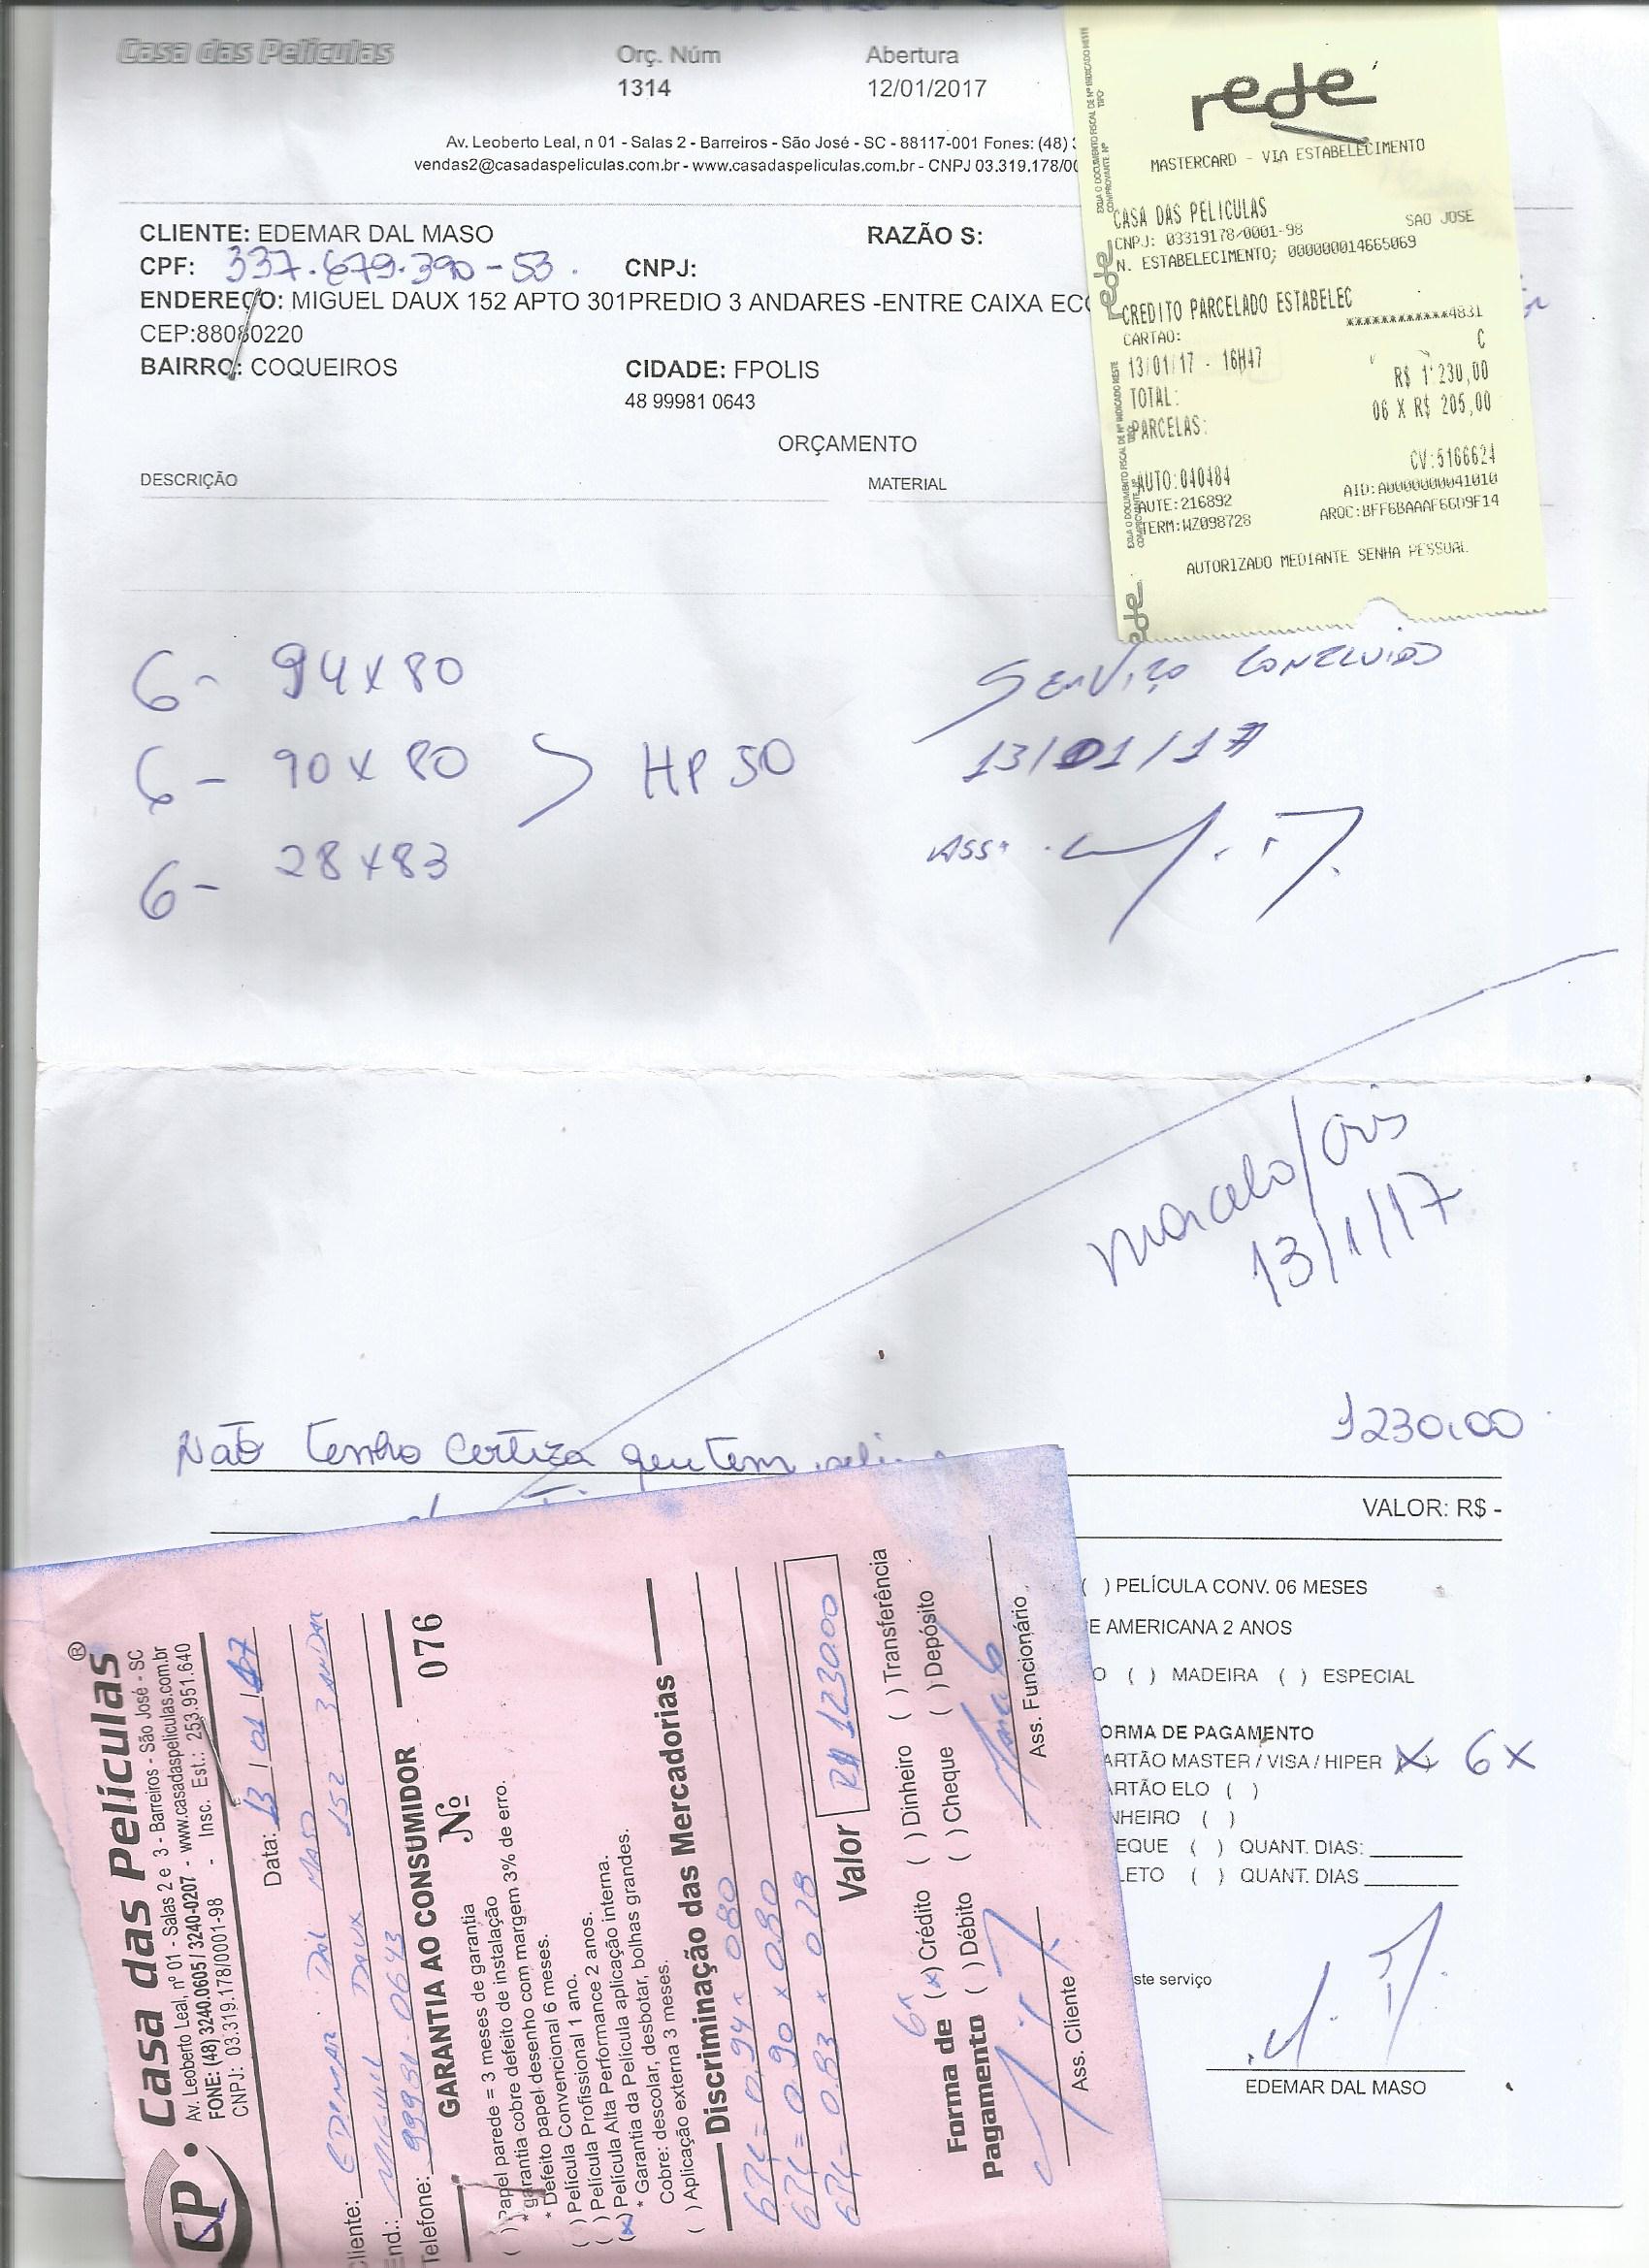 Casa das Películas
Orç. Núm
Abertura
1314
12/01/2017
Av. Leoberto Leal, n 01 - Salas 2 - Barreiros - São José - SC - 88117-001 Fones: (48)
vendas2@casadaspeliculas.com.br - www.casadaspeliculas.com.br - CNPJ 03.319.178/00
CLIENTE: EDEMAR DAL MASO
RAZÃO S:
CPF: 337.679.390-53.
CNPJ:
ENDEREÇO: MIGUEL DAUX 152 APTO 301PREDIO 3 ANDARES -ENTRE CAIXA ECO
CEP:88080220
BAIRRO: COQUEIROS
CIDADE: FPOLIS
48 99981 0643
ORÇAMENTO
DESCRIÇÃO
MATERIAL
rede
MASTERCARD - VIA ESTABELECIMENTO
CASA DAS PELICULAS
CNPJ: 03319178/0001-98
SAO JOSE
N. ESTABELECIMENTO; 000000014665069
CREDITO PARCELADO ESTABELEC
CARTAO:
************4831
C
13/01/17 - 16H47
TOTAL: R$ 1.230,00
PARCELAS: 06 X R$ 205,00
CV:5166624
AUTO:040484
AID:A0000000041010
AUTE:216892
TERM:WZ098728
AUTORIZADO MEDIANTE SENHA PESSOAL
6- 94x80
6- 90x80 > HP 50
6- 28x83
SERVIÇO CONCLUIDO
13/01/17
ASS:
Marcelo/
13/1/17
1230,00
Não tenho certeza que tem
VALOR: R$ -
( ) PELÍCULA CONV. 06 MESES
E AMERICANA 2 ANOS
O ( ) MADEIRA ( ) ESPECIAL
ORMA DE PAGAMENTO
ARTÃO MASTER / VISA / HIPER (X) 6X
ARTÃO ELO ( )
NHEIRO ( )
EQUE ( ) QUANT. DIAS:
LETO ( ) QUANT. DIAS
ste serviço
EDEMAR DAL MASO
CP. Casa das Películas®
Av. Leoberto Leal, nº 01 - Salas 2 e 3 - Barreiros - São José - SC
FONE: (48) 3240.0605 / 3240-0207 - www.casadaspeliculas.com.br
CNPJ: 03.319.178/0001-98 - Insc. Est.: 253.951.640
Data: 13/01/17
Cliente: EDEMAR DAL MASO
End.: MIGUEL DAUX 152 3 ANDAR
Telefone: 99981-0643
GARANTIA AO CONSUMIDOR
Nº 076
( ) Papel parede = 3 meses de garantia
* garantia cobre defeito de instalação
* Defeito papel desenho com margem 3% de erro.
( ) Película Convencional 6 meses.
( ) Película Profissional 1 ano.
( ) Película Alta Performance 2 anos.
(x) Película aplicação interna.
* Garantia da Película aplicação interna.
Cobre: descolar, desbotar, bolhas grandes.
( ) Aplicação externa 3 meses.
Discriminação das Mercadorias
0.94 x 0.80
0.90 x 0.80
0.83 x 0.28
Valor R$ 1230.00
Forma de Pagamento
6x
(x) Crédito ( ) Dinheiro ( ) Transferência
( ) Débito ( ) Cheque ( ) Depósito
Ass. Cliente
Ass. Funcionário